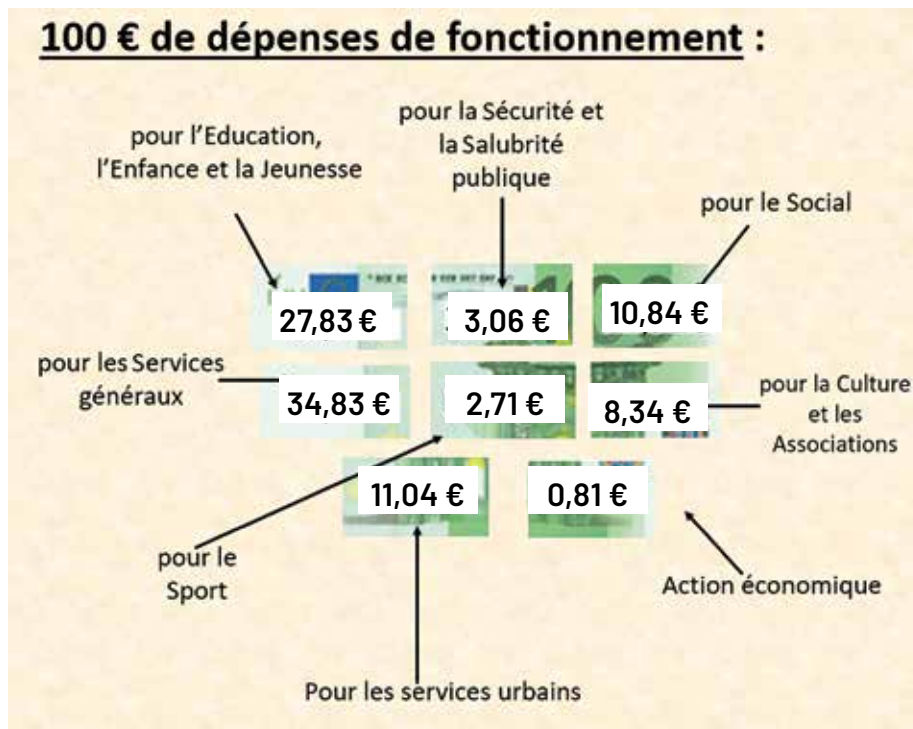 100 € de dépenses de fonctionnement :
pour l'Education,
l'Enfance et la Jeunesse
pour la Sécurité et
la Salubrité
publique
pour le Social
27,83 €
3,06 €
10,84 €
pour les Services
généraux
34,83 €
2,71 €
8,34 €
pour la Culture
et les
Associations
11,04 €
0,81 €
pour le
Sport
Action économique
Pour les services urbains